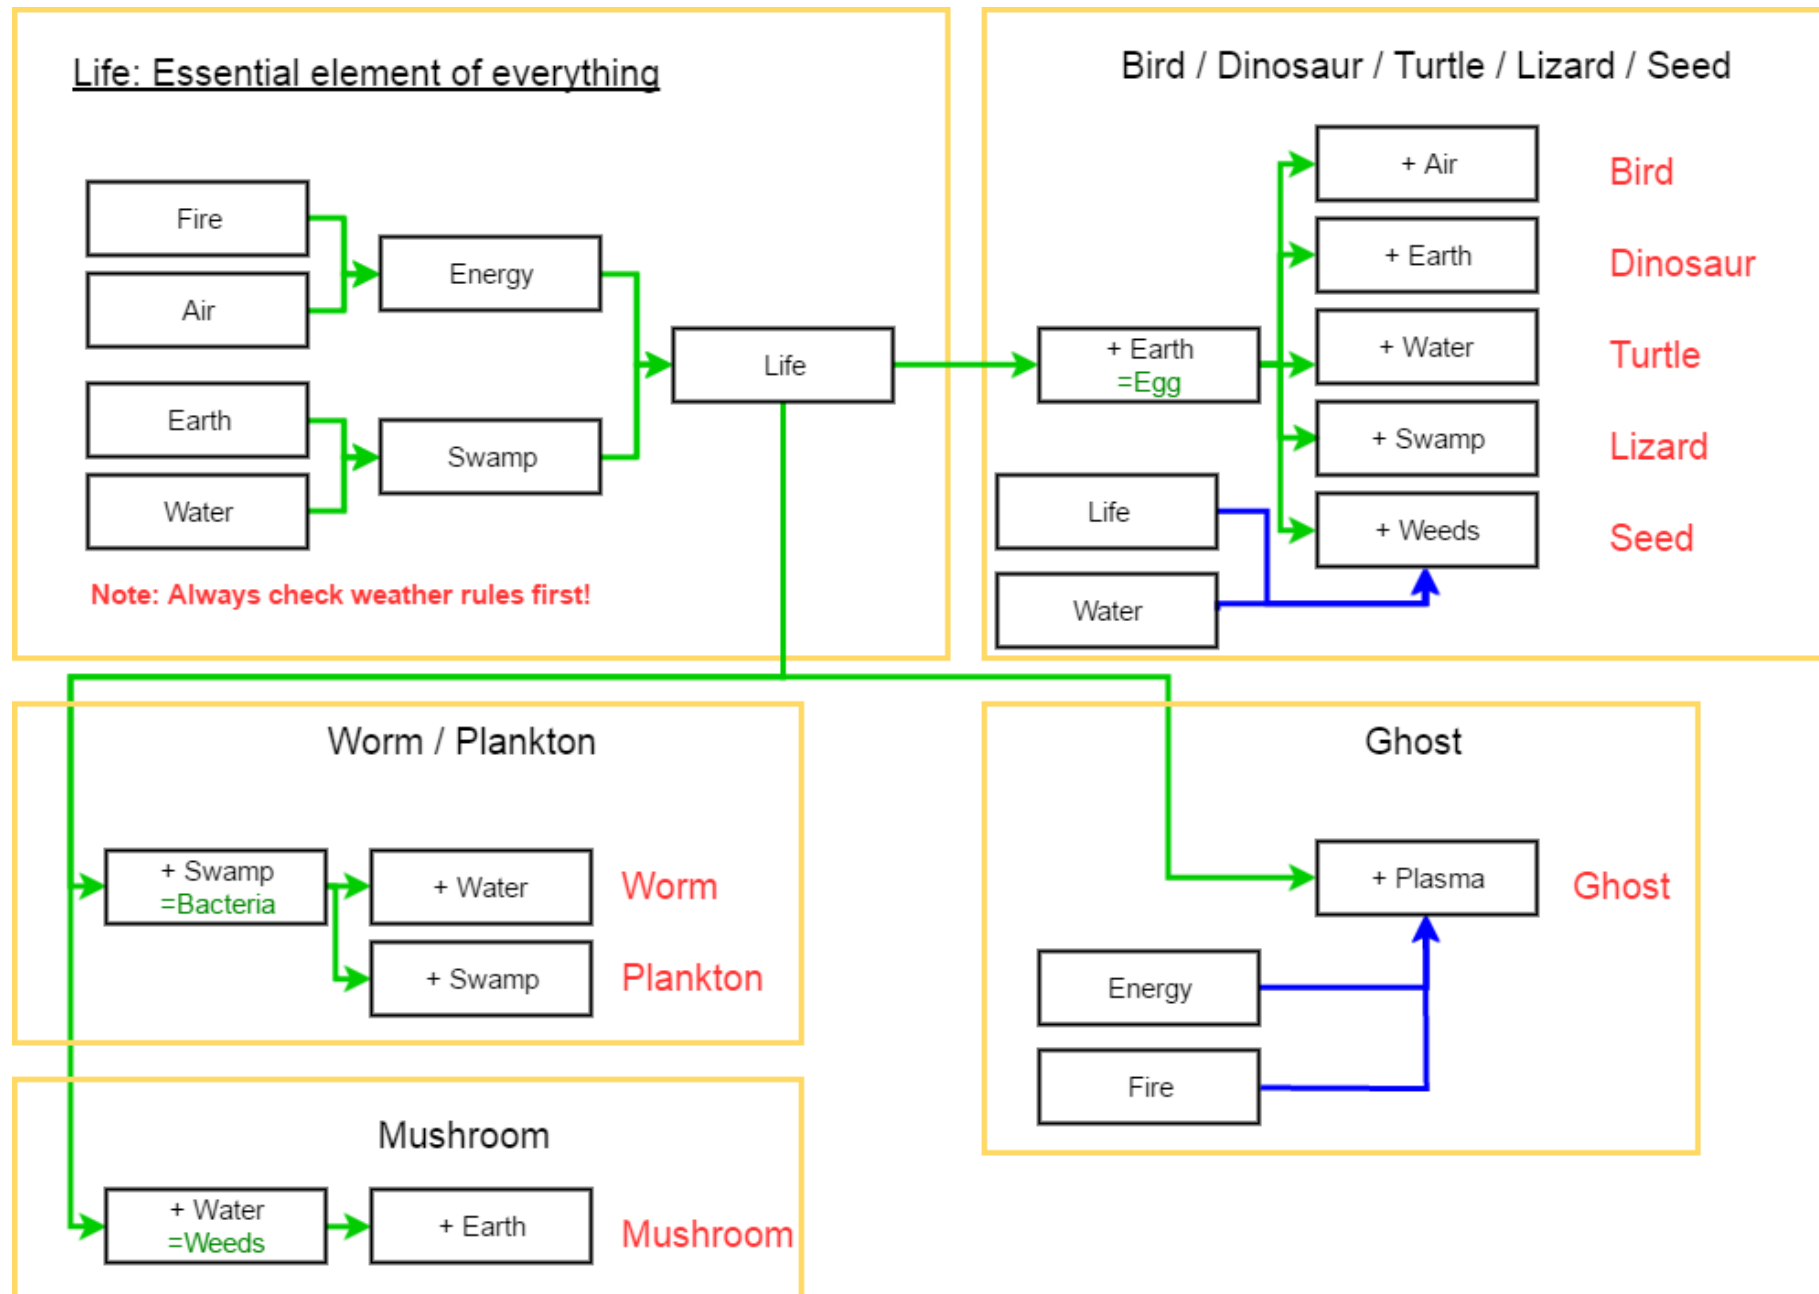 Life: Essential element of everything
Fire
Air
Energy
Earth
Water
Swamp
Life
Note: Always check weather rules first!
Bird / Dinosaur / Turtle / Lizard / Seed
+ Earth
=Egg
+ Air
Bird
+ Earth
Dinosaur
+ Water
Turtle
+ Swamp
Lizard
+ Weeds
Seed
Life
Water
Worm / Plankton
+ Swamp
=Bacteria
+ Water
Worm
+ Swamp
Plankton
Ghost
+ Plasma
Ghost
Energy
Fire
Mushroom
+ Water
=Weeds
+ Earth
Mushroom